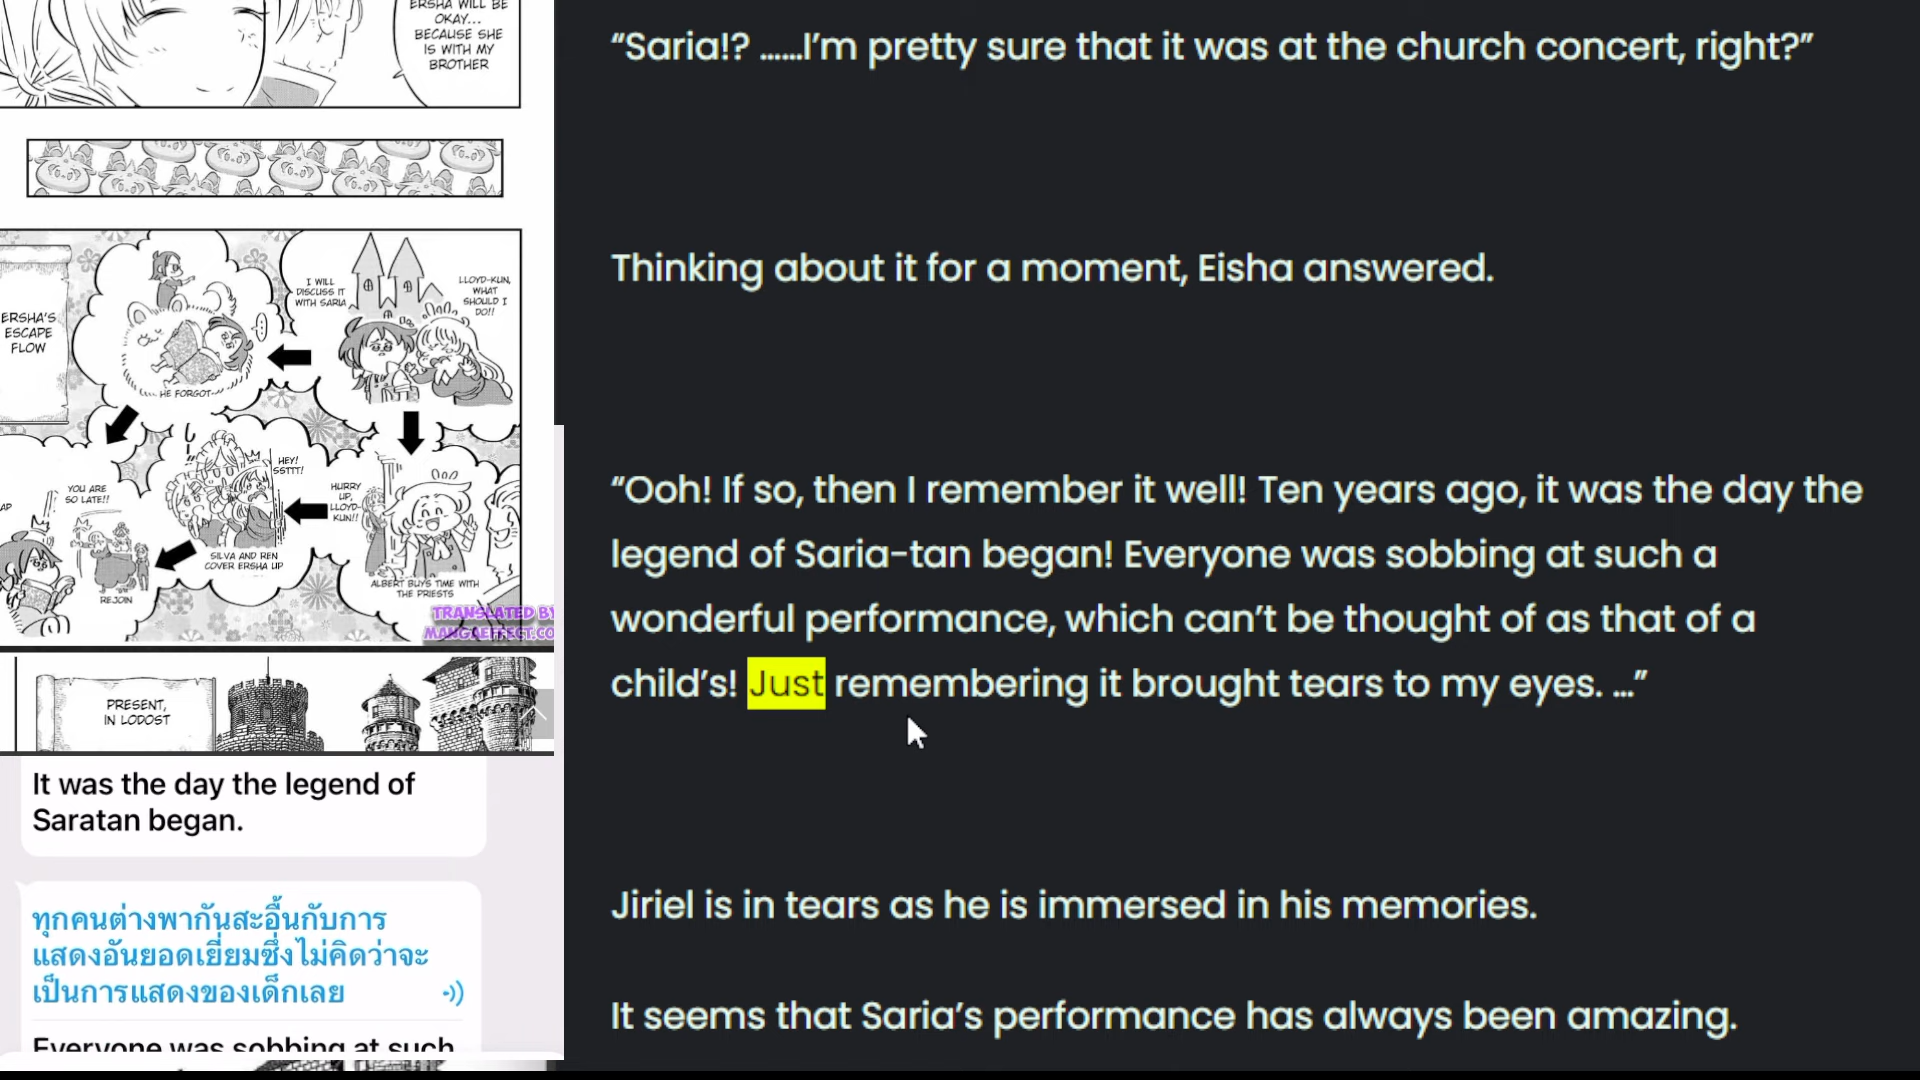 ERSHA WILL BE
OKAY...
BECAUSE SHE
IS WITH MY
BROTHER
ERSHA'S
ESCAPE
FLOW
HE FORGOT
I WILL
DISCUSS IT
WITH SARIA
LLOYD-KUN,
WHAT
SHOULD I
DO!!
YOU ARE
SO LATE!!
REJOIN
HEY!
SSTTT!
SILVA AND REN
COVER ERSHA UP
HURRY
UP,
LLOYD-
KUN!!
ALBERT BUYS TIME WITH
THE PRIESTS
TRANSLATED BY
MANGAEFFECT.CO
PRESENT,
IN LODOST
It was the day the legend of
Saratan began.
ทุกคนต่างพากันสะอื้นกับการ
แสดงอันยอดเยี่ยมซึ่งไม่คิดว่าจะ
เป็นการแสดงของเด็กเลย
Everyone was sobbing at such
“Saria!? ……I’m pretty sure that it was at the church concert, right?”
Thinking about it for a moment, Eisha answered.
“Ooh! If so, then I remember it well! Ten years ago, it was the day the
legend of Saria-tan began! Everyone was sobbing at such a
wonderful performance, which can’t be thought of as that of a
child’s! Just remembering it brought tears to my eyes. …”
Jiriel is in tears as he is immersed in his memories.
It seems that Saria’s performance has always been amazing.